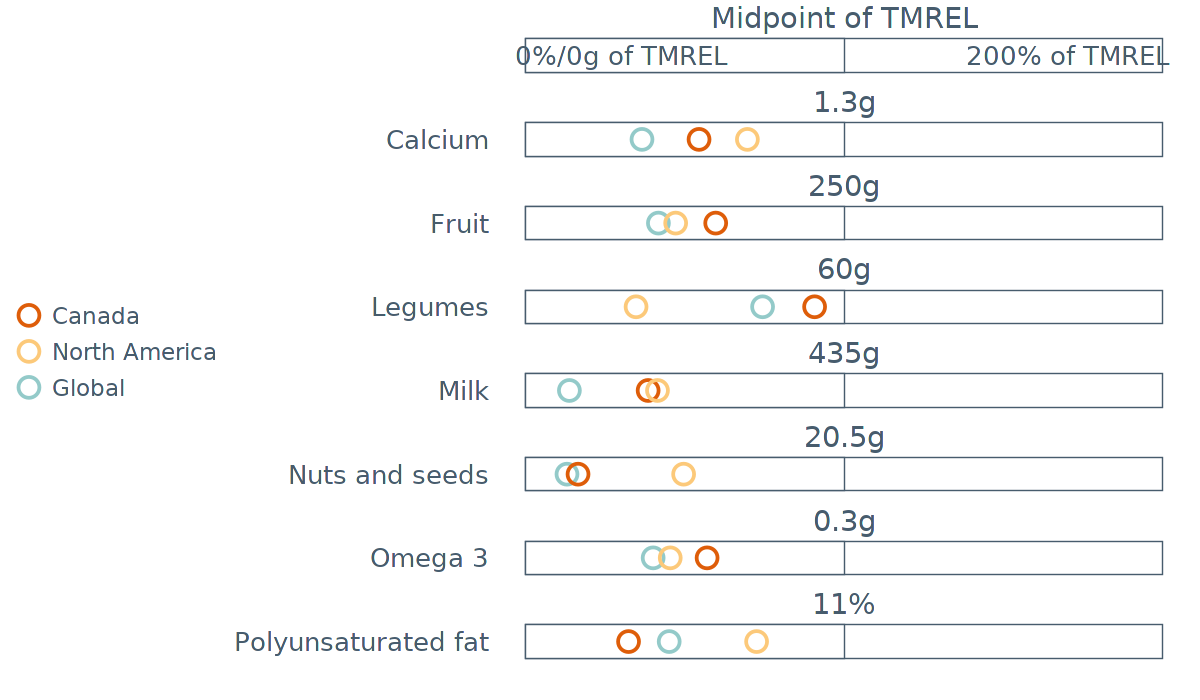 Midpoint of TMREL
0%/0g of TMREL 200% of TMREL
1.3g
Calcium
250g
Fruit
60g
Legumes
435g
Milk
20.5g
Nuts and seeds
0.3g
Omega 3
11%
Polyunsaturated fat
Canada
North America
Global